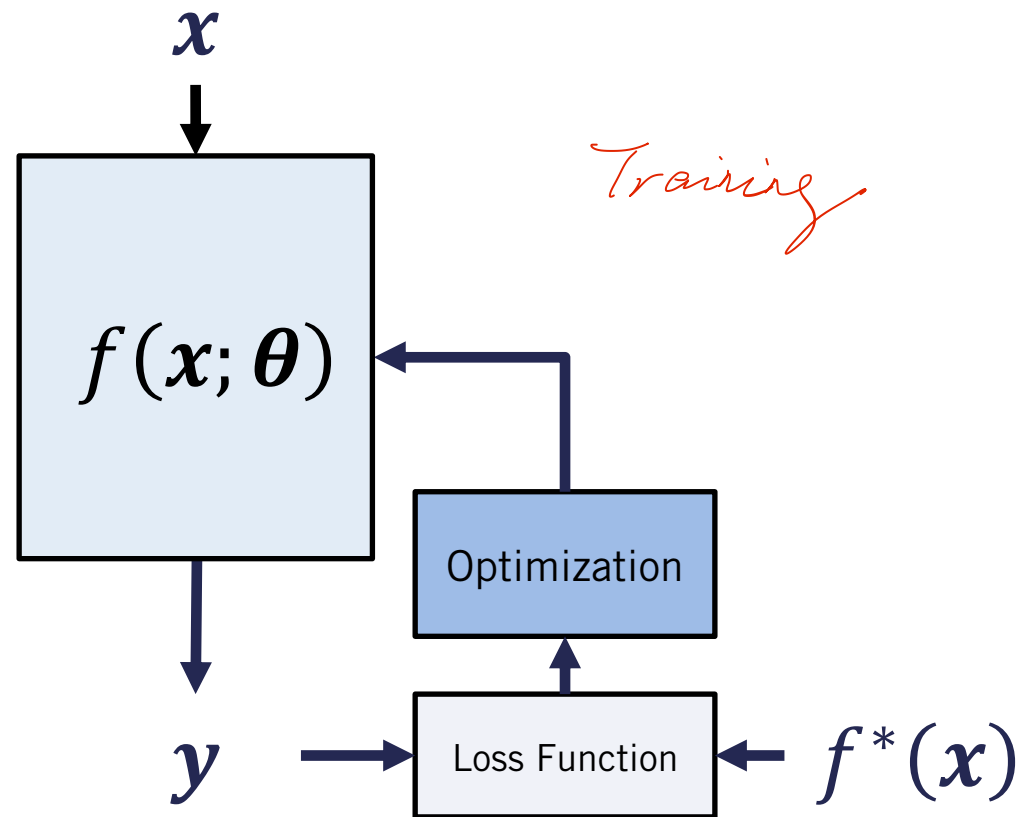 x
Training
f(x; θ)
Optimization
y
Loss Function
f*(x)